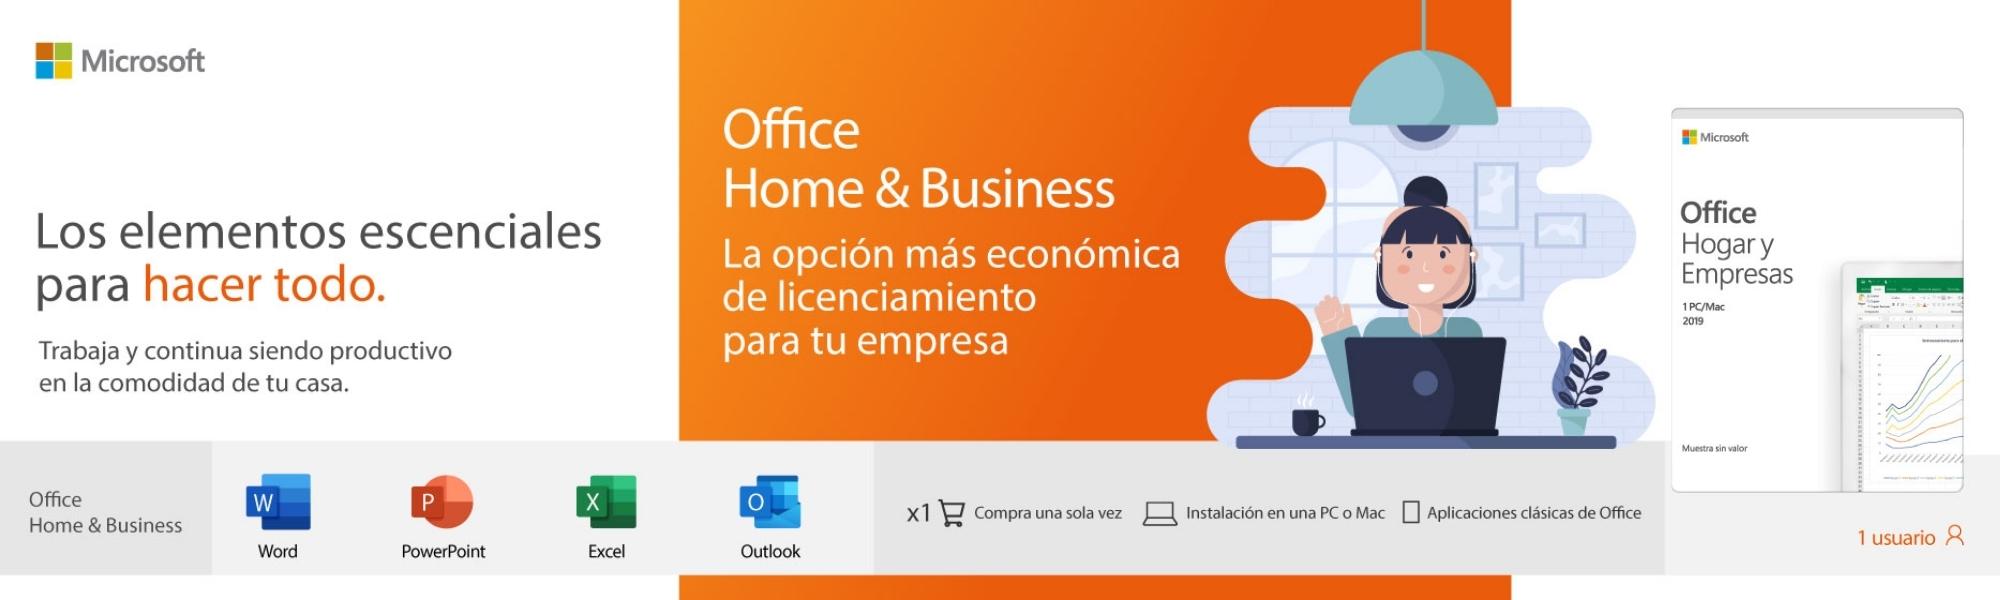 Microsoft
Los elementos escenciales
para hacer todo.
Trabaja y continua siendo productivo
en la comodidad de tu casa.
Office
Home & Business
La opción más económica
de licenciamiento
para tu empresa
Microsoft
Office
Hogar y
Empresas
1 PC/Mac
2019
Muestra sin valor
Office
Home & Business
W
Word
P
PowerPoint
X
Excel
O
Outlook
x1 Compra una sola vez
Instalación en una PC o Mac
Aplicaciones clásicas de Office
1 usuario